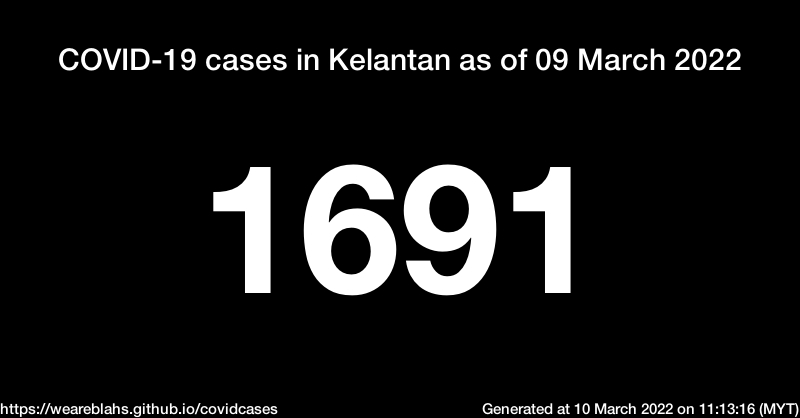 COVID-19 cases in Kelantan as of 09 March 2022
1691
https://weareblahs.github.io/covidcases
Generated at 10 March 2022 on 11:13:16 (MYT)